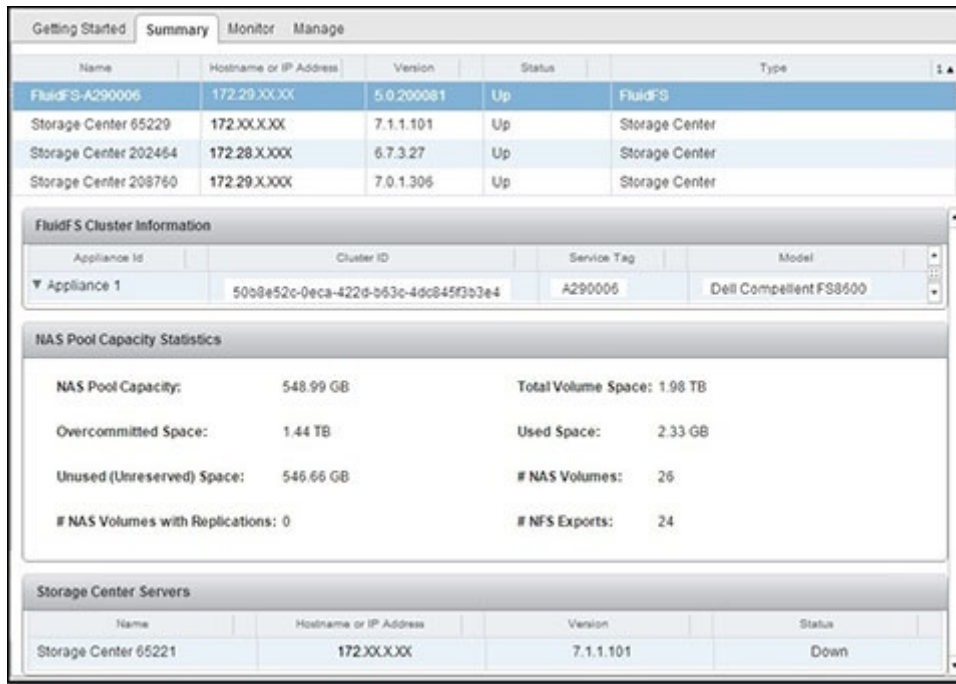 Getting Started Summary Monitor Manage
Name Hostname or IP Address Version Status Type 1▲
FluidFS-A290006 172.29.XX.XX 5.0.200081 Up FluidFS
Storage Center 65229 172.XX.X.XX 7.1.1.101 Up Storage Center
Storage Center 202464 172.28.X.XXX 6.7.3.27 Up Storage Center
Storage Center 208760 172.29.X.XXX 7.0.1.306 Up Storage Center
FluidFS Cluster Information
Appliance Id Cluster ID Service Tag Model
▼ Appliance 1 50b8e52c-0eca-422d-b63c-4dc845f3b3e4 A290006 Dell Compellent FS8600
NAS Pool Capacity Statistics
NAS Pool Capacity: 548.99 GB Total Volume Space: 1.98 TB
Overcommitted Space: 1.44 TB Used Space: 2.33 GB
Unused (Unreserved) Space: 546.66 GB # NAS Volumes: 26
# NAS Volumes with Replications: 0 # NFS Exports: 24
Storage Center Servers
Name Hostname or IP Address Version Status
Storage Center 65221 172.XX.X.XX 7.1.1.101 Down